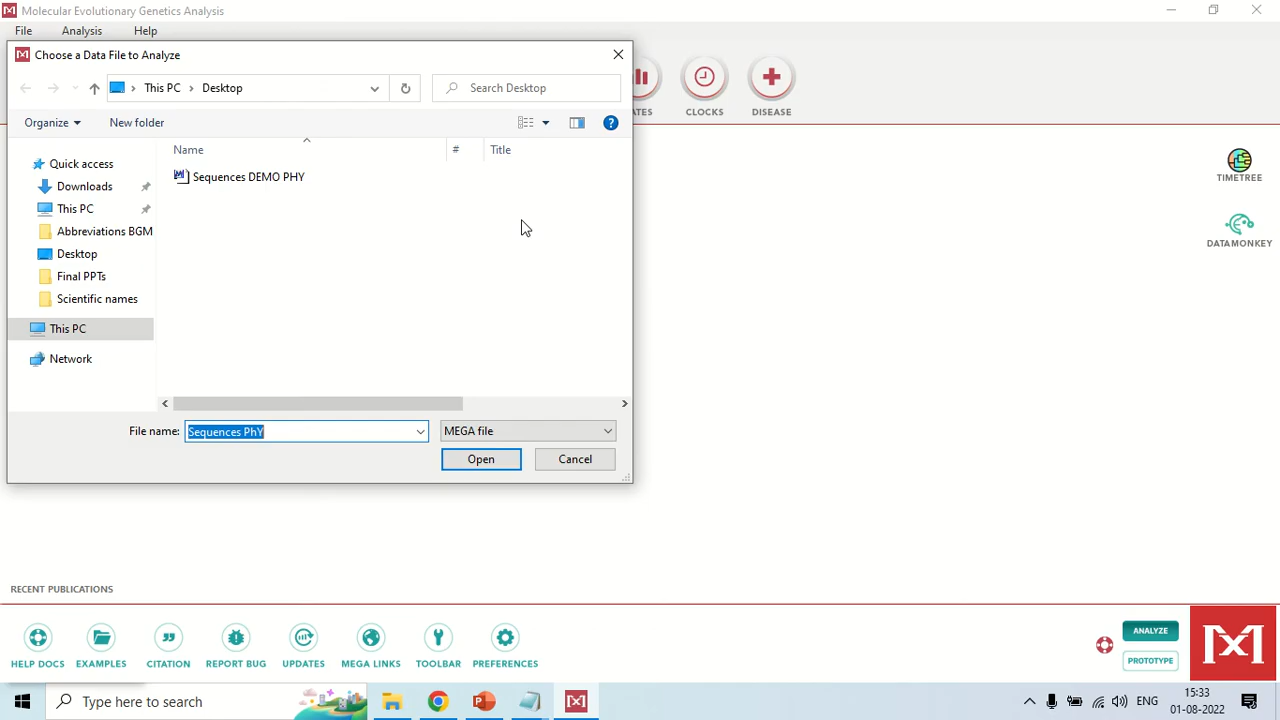 Molecular Evolutionary Genetics Analysis
File Analysis Help
Choose a Data File to Analyze
This PC Desktop
Search Desktop
ATES CLOCKS DISEASE
Organize New folder
Name # Title
Sequences DEMO PHY
Quick access
Downloads
This PC
Abbreviations BGM
Desktop
Final PPTs
Scientific names
This PC
Network
TIMETREE
DATAMONKEY
File name: Sequences PhY MEGA file
Open Cancel
RECENT PUBLICATIONS
HELP DOCS EXAMPLES CITATION REPORT BUG UPDATES MEGA LINKS TOOLBAR PREFERENCES
ANALYZE
PROTOTYPE
Type here to search
ENG
15:33
01-08-2022